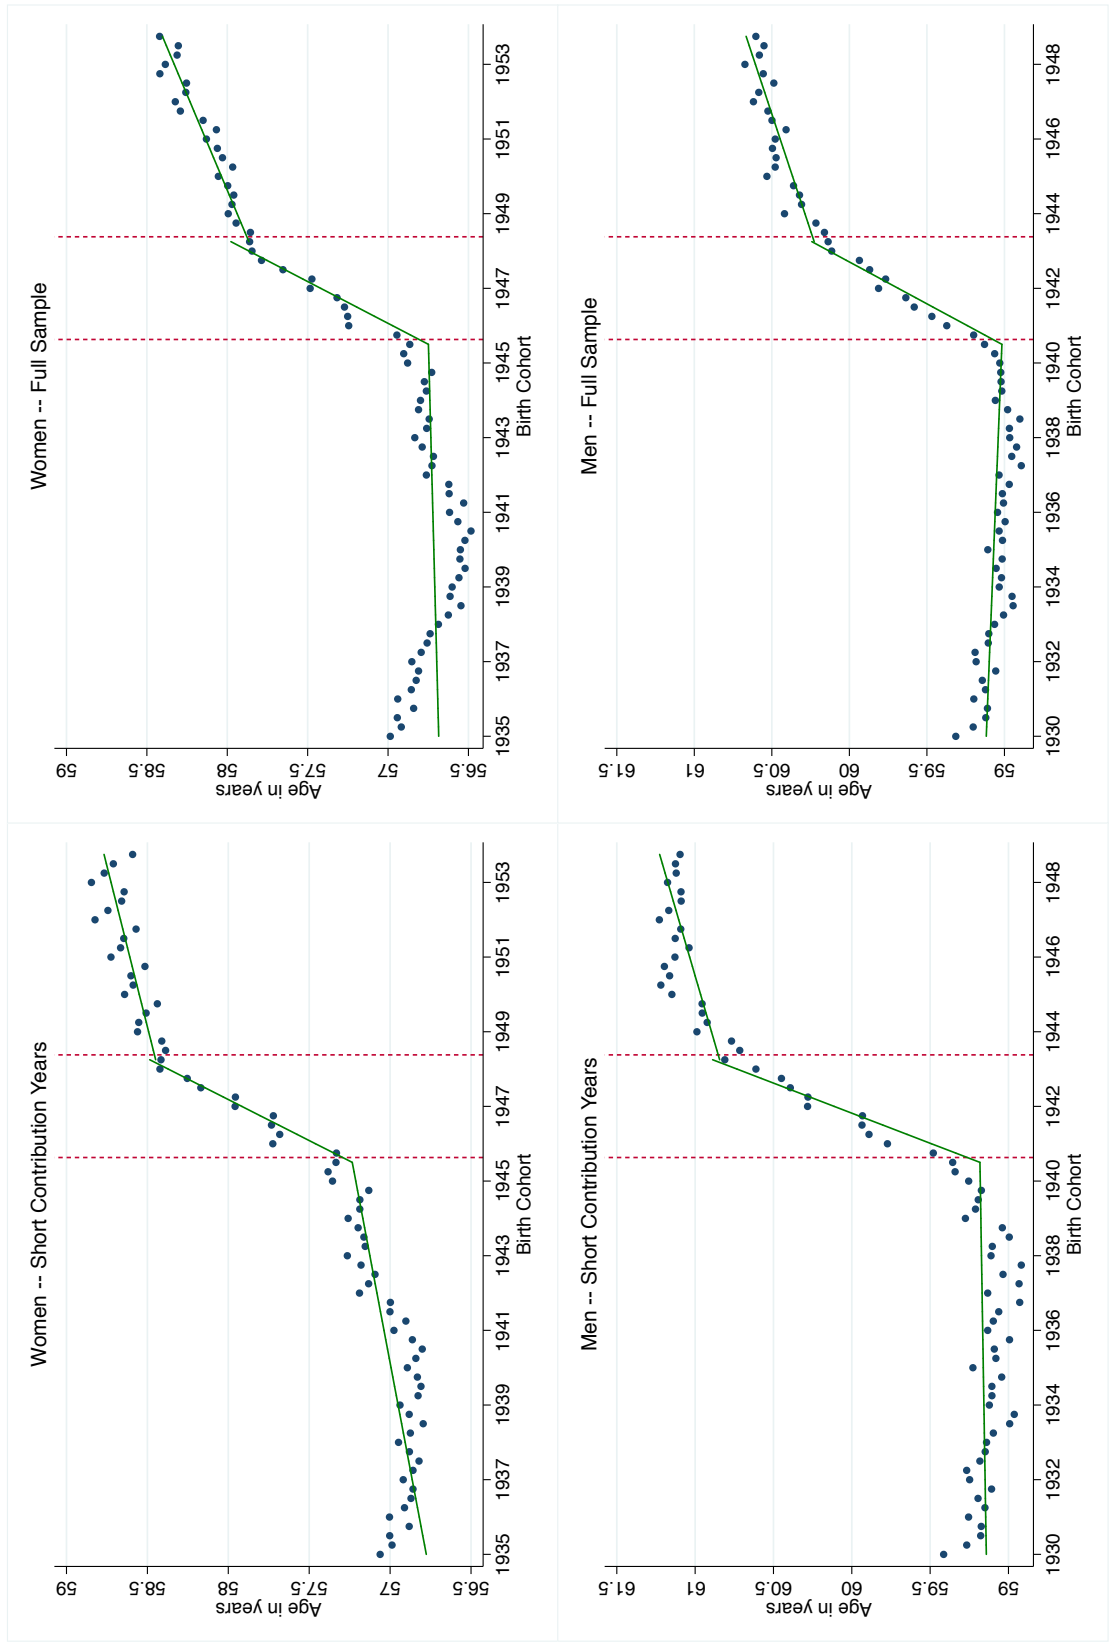 Women -- Short Contribution Years
Age in years
59
58.5
58
57.5
57
56.5
1935 1937 1939 1941 1943 1945 1947 1949 1951 1953
Birth Cohort
Women -- Full Sample
Age in years
59
58.5
58
57.5
57
56.5
1935 1937 1939 1941 1943 1945 1947 1949 1951 1953
Birth Cohort
Men -- Short Contribution Years
Age in years
61.5
61
60.5
60
59.5
59
1930 1932 1934 1936 1938 1940 1942 1944 1946 1948
Birth Cohort
Men -- Full Sample
Age in years
61.5
61
60.5
60
59.5
59
1930 1932 1934 1936 1938 1940 1942 1944 1946 1948
Birth Cohort